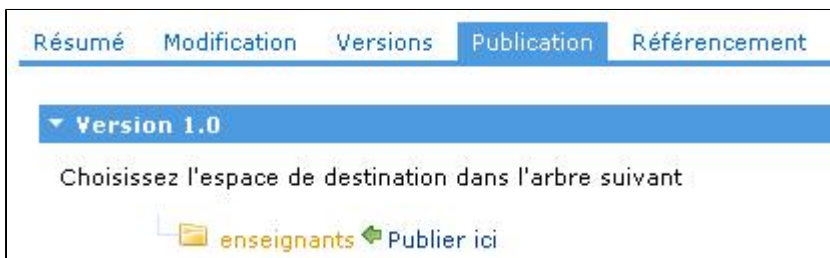 Résumé Modification Versions Publication Référencement
Version 1.0
Choisissez l'espace de destination dans l'arbre suivant
enseignants Publier ici